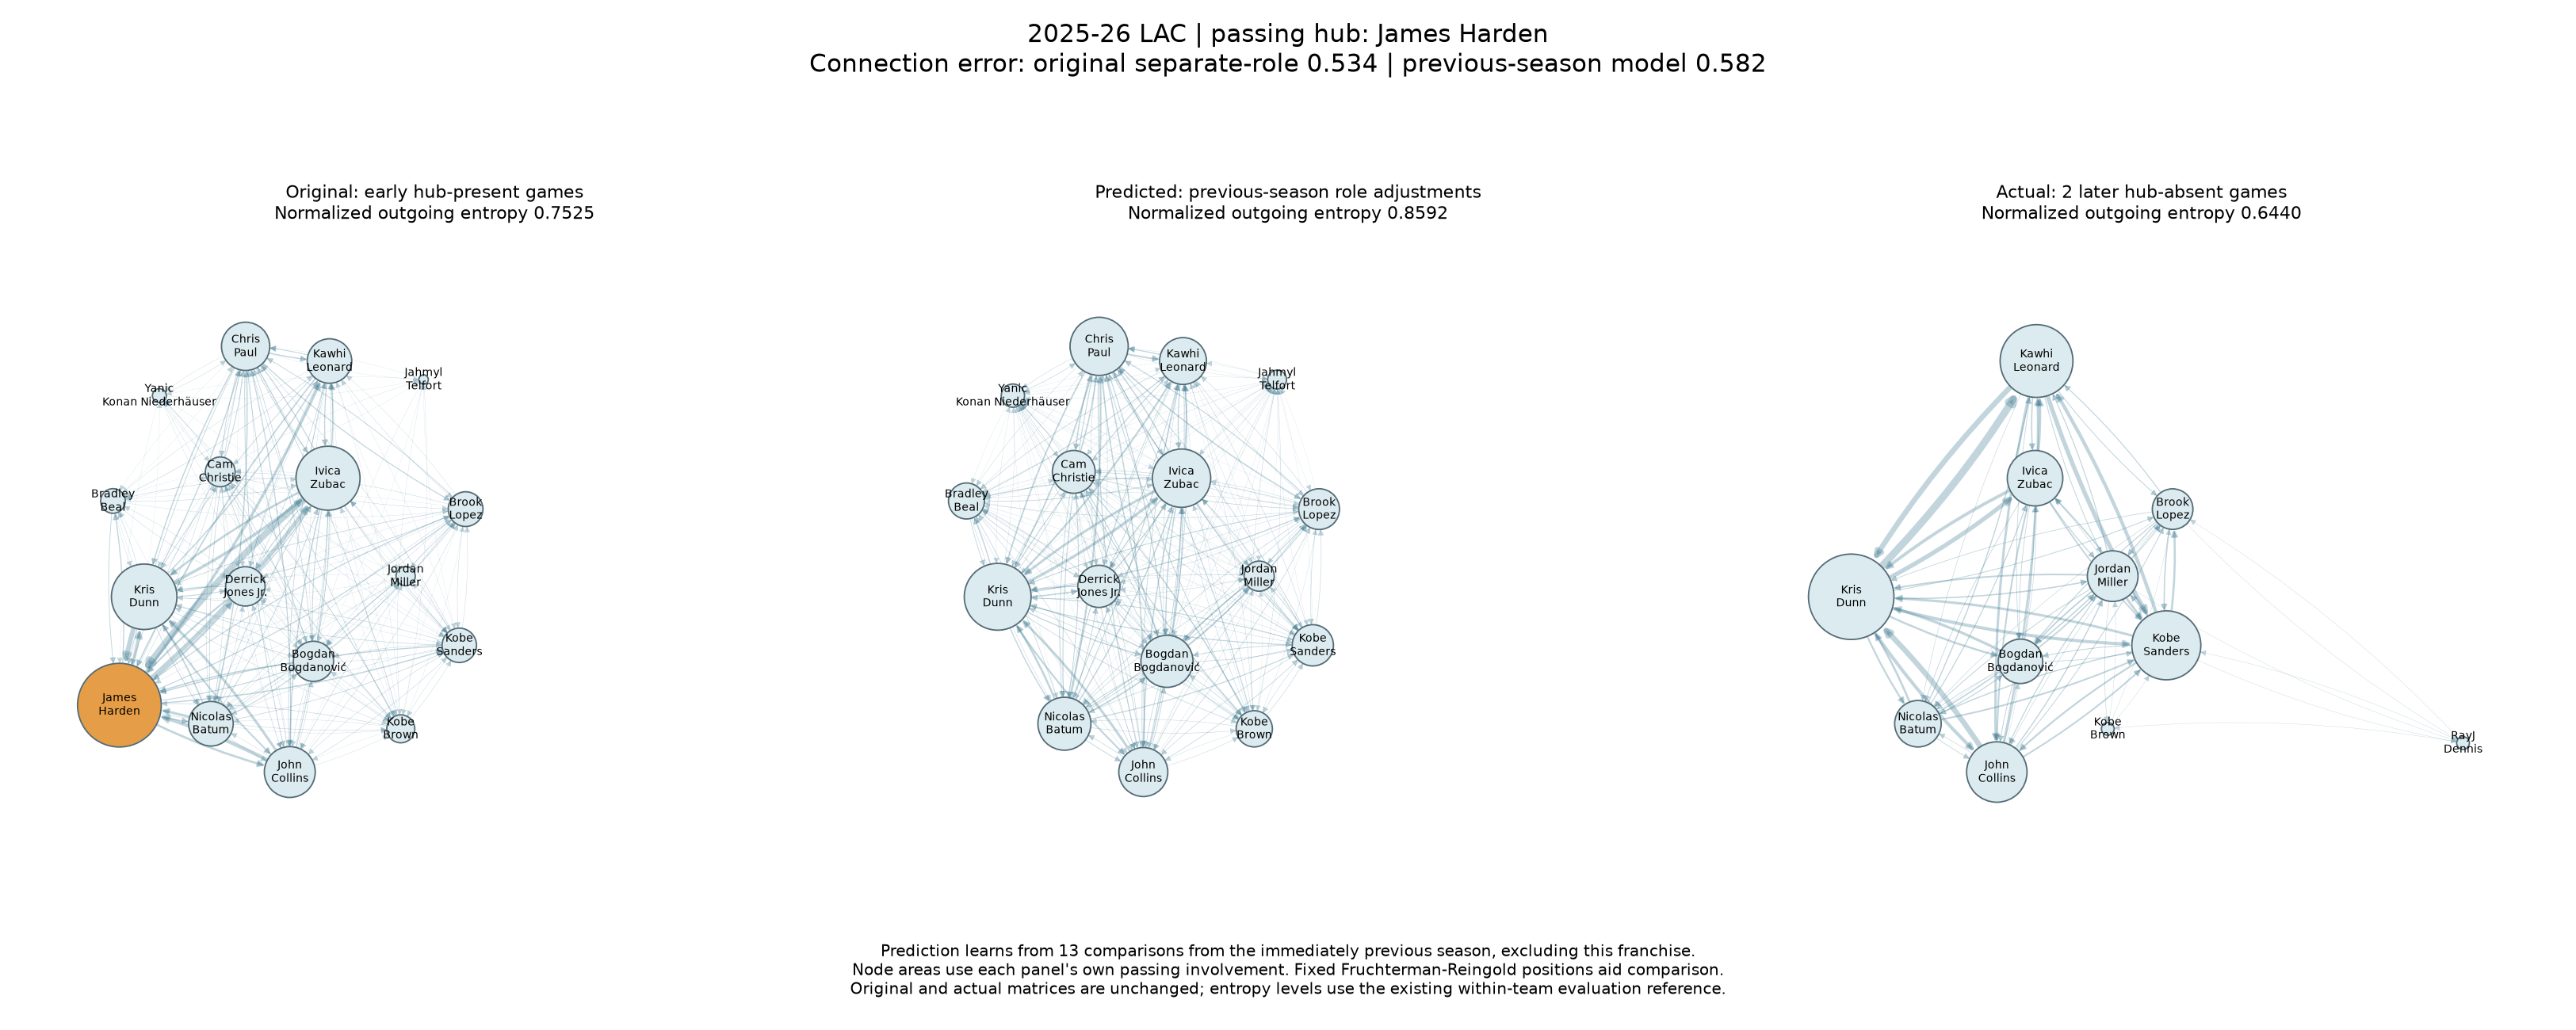 2025-26 LAC | passing hub: James Harden
Connection error: original separate-role 0.534 | previous-season model 0.582
Original: early hub-present games
Normalized outgoing entropy 0.7525
Chris
Paul
Kawhi
Leonard
Jahmyl
Telfort
Yanic
Konan Niederhäuser
Cam
Christie
Ivica
Zubac
Bradley
Beal
Brook
Lopez
Kris
Dunn
Derrick
Jones Jr.
Jordan
Miller
Kobe
Sanders
Bogdan
Bogdanović
James
Harden
Nicolas
Batum
Kobe
Brown
John
Collins
Predicted: previous-season role adjustments
Normalized outgoing entropy 0.8592
Chris
Paul
Kawhi
Leonard
Jahmyl
Telfort
Yanic
Konan Niederhäuser
Cam
Christie
Ivica
Zubac
Bradley
Beal
Brook
Lopez
Kris
Dunn
Derrick
Jones Jr.
Jordan
Miller
Kobe
Sanders
Bogdan
Bogdanović
Nicolas
Batum
Kobe
Brown
John
Collins
Actual: 2 later hub-absent games
Normalized outgoing entropy 0.6440
Kawhi
Leonard
Ivica
Zubac
Brook
Lopez
Kris
Dunn
Jordan
Miller
Kobe
Sanders
Bogdan
Bogdanović
Nicolas
Batum
Kobe
Brown
RayJ
Dennis
John
Collins
Prediction learns from 13 comparisons from the immediately previous season, excluding this franchise.
Node areas use each panel's own passing involvement. Fixed Fruchterman-Reingold positions aid comparison.
Original and actual matrices are unchanged; entropy levels use the existing within-team evaluation reference.